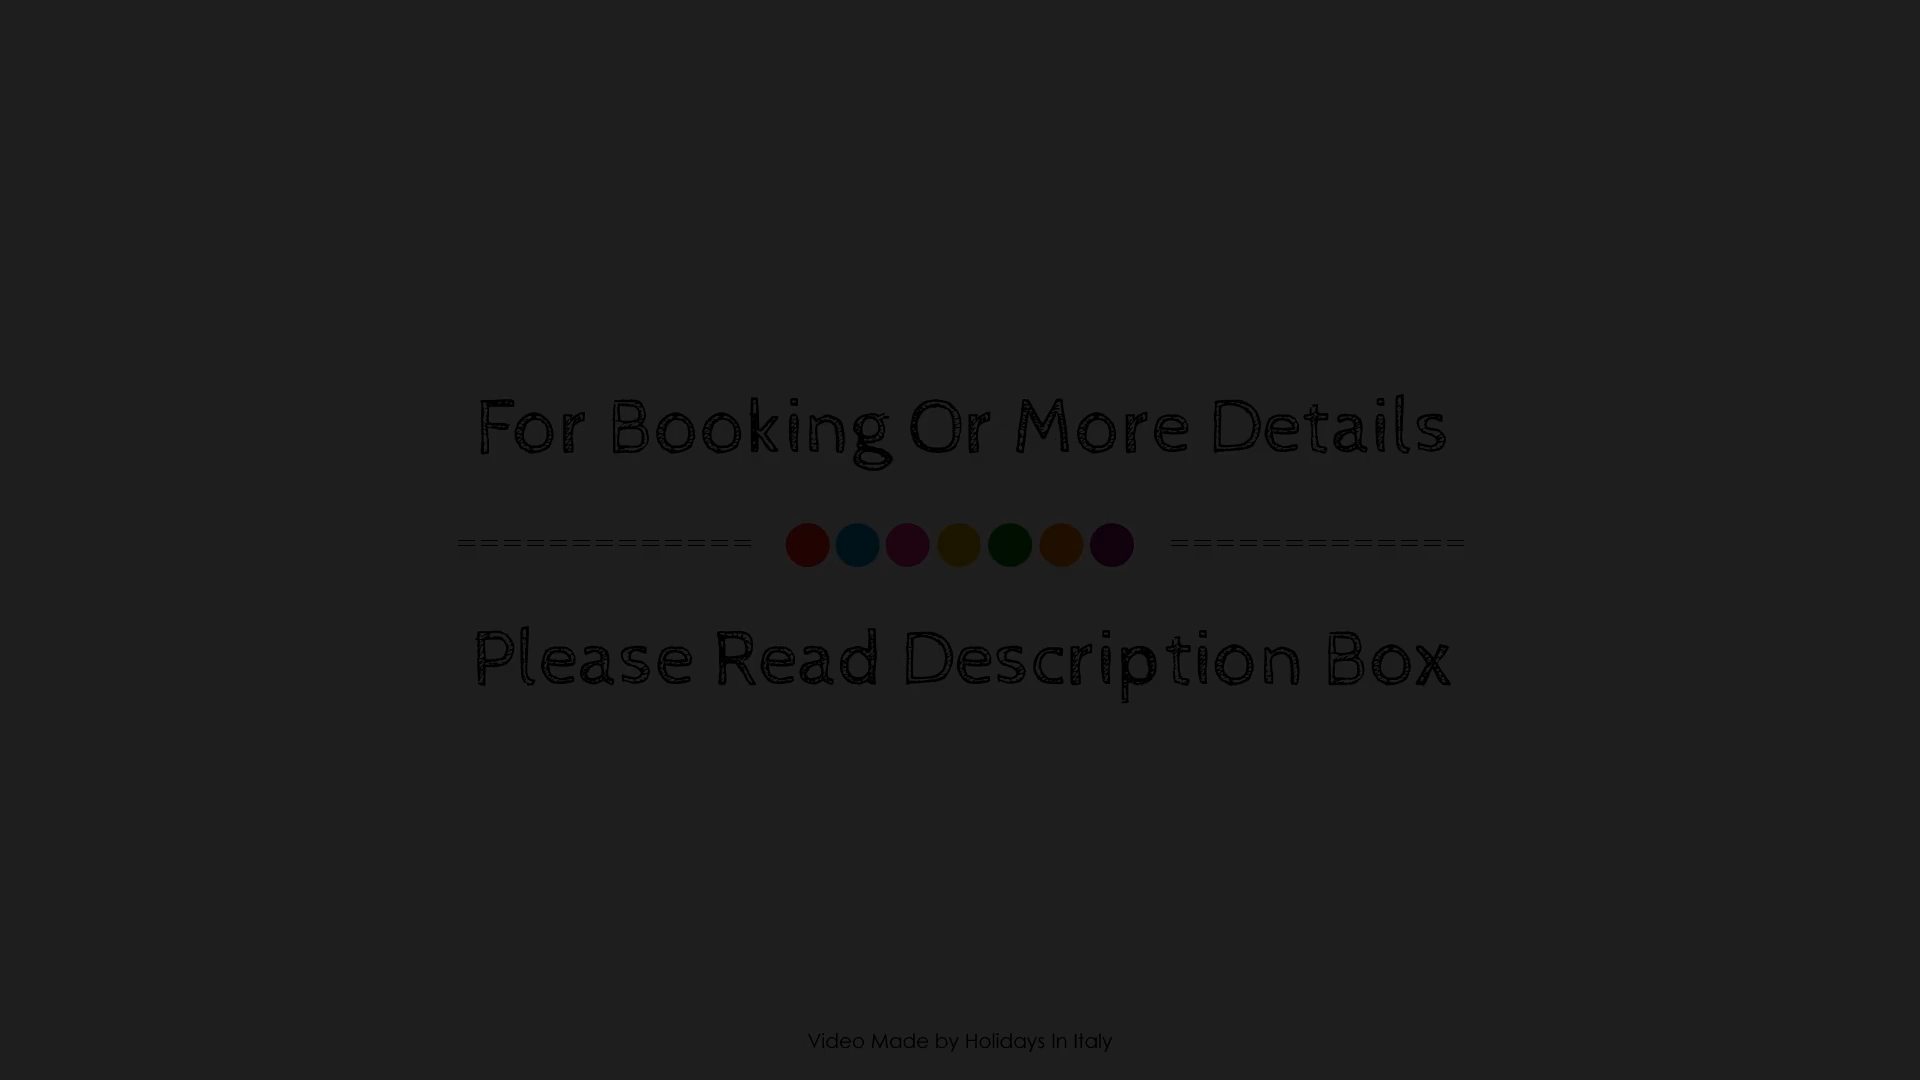 For Booking Or More Details
============= =============
Please Read Description Box
Video Made by Holidays In Italy